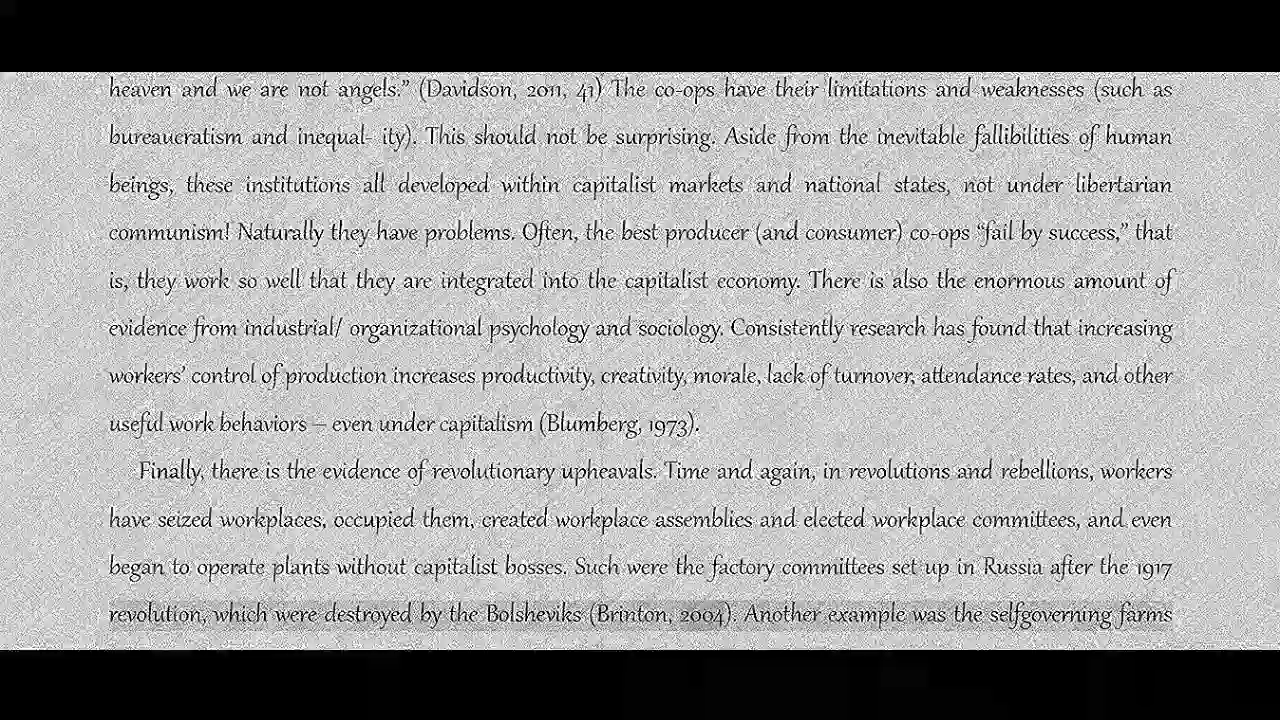 heaven and we are not angels.” (Davidson, 2011, 41) The co-ops have their limitations and weaknesses (such as
bureaucratism and inequal- ity). This should not be surprising. Aside from the inevitable fallibilities of human
beings, these institutions all developed within capitalist markets and national states, not under libertarian
communism! Naturally they have problems. Often, the best producer (and consumer) co-ops “fail by success,” that
is, they work so well that they are integrated into the capitalist economy. There is also the enormous amount of
evidence from industrial/ organizational psychology and sociology. Consistently research has found that increasing
workers’ control of production increases productivity, creativity, morale, lack of turnover, attendance rates, and other
useful work behaviors – even under capitalism (Blumberg, 1973).
Finally, there is the evidence of revolutionary upheavals. Time and again, in revolutions and rebellions, workers
have seized workplaces, occupied them, created workplace assemblies and elected workplace committees, and even
began to operate plants without capitalist bosses. Such were the factory committees set up in Russia after the 1917
revolution, which were destroyed by the Bolsheviks (Brinton, 2004). Another example was the selfgoverning farms